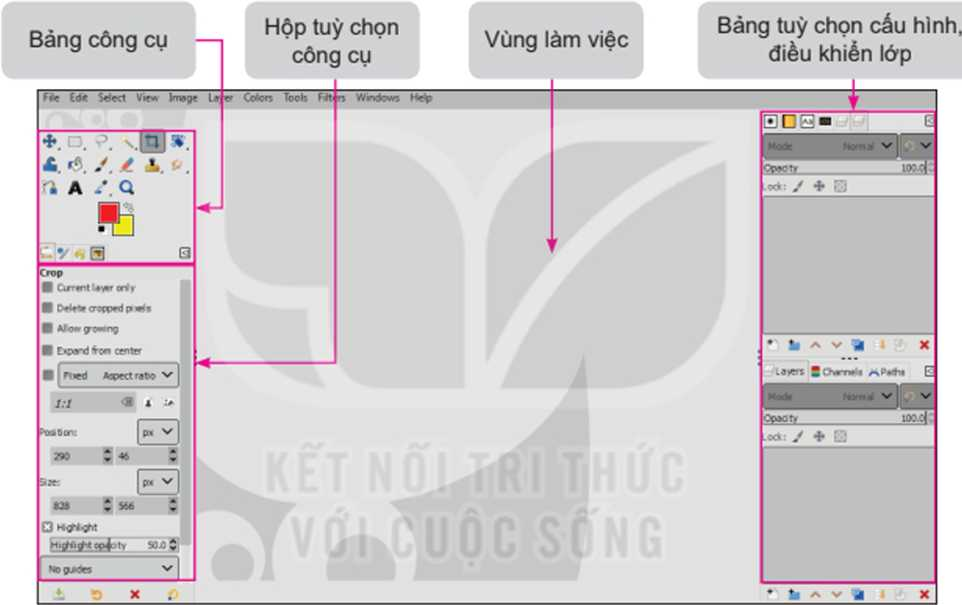 Bảng công cụ
Hộp tuỳ chọn
công cụ
Vùng làm việc
Bảng tuỳ chọn cấu hình,
điều khiển lớp
File Edit Select View Image Layer Colors Tools Filters Windows Help
Mode Normal
Opacity 100.0
Lock:
Crop
Current layer only
Delete cropped pixels
Allow growing
Expand from center
Fixed Aspect ratio
1:1
Position: px
290 46
Size: px
828 566
Highlight
Highlight opacity 50.0
No guides
Layers Channels Paths
Mode Normal
Opacity 100.0
Lock:
KẾT NỐI TRI THỨC
VỚI CUỘC SỐNG